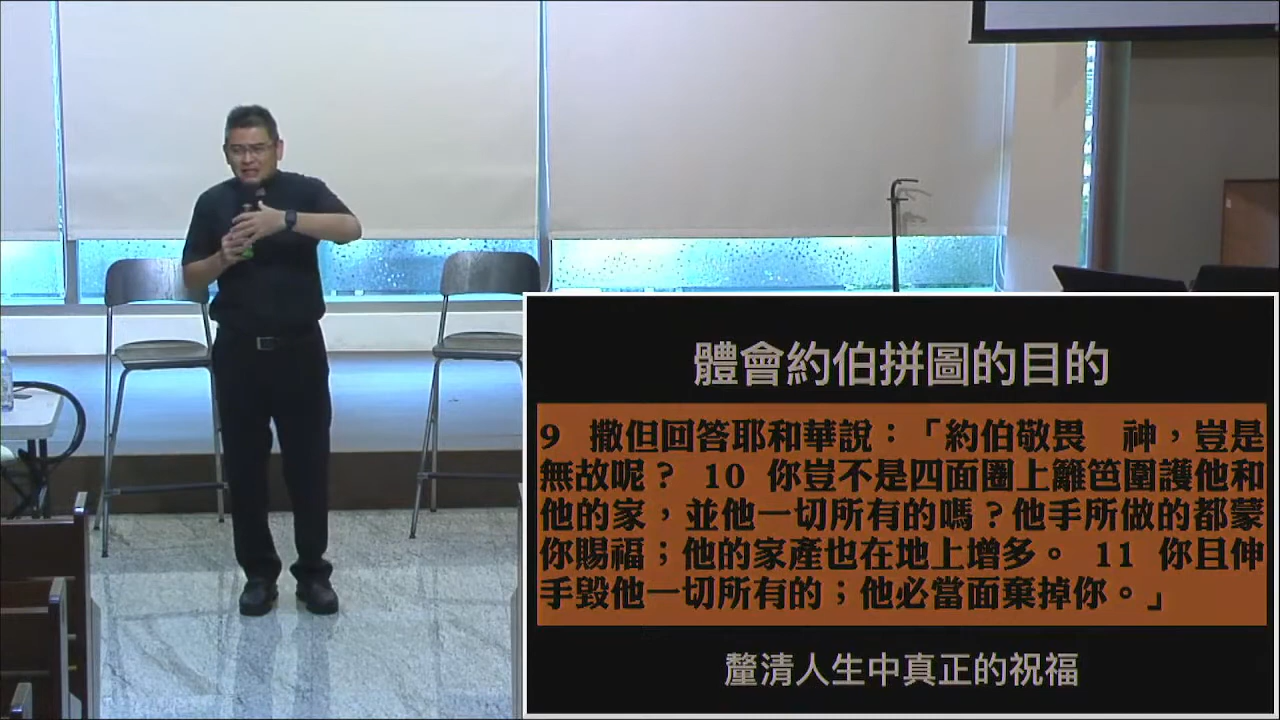 體會約伯拼圖的目的
9 撒但回答耶和華說：「約伯敬畏　神，豈是
無故呢？ 10 你豈不是四面圈上籬笆圍護他和
他的家，並他一切所有的嗎？他手所做的都蒙
你賜福；他的家產也在地上增多。 11 你且伸
手毀他一切所有的；他必當面棄掉你。」
釐清人生中真正的祝福